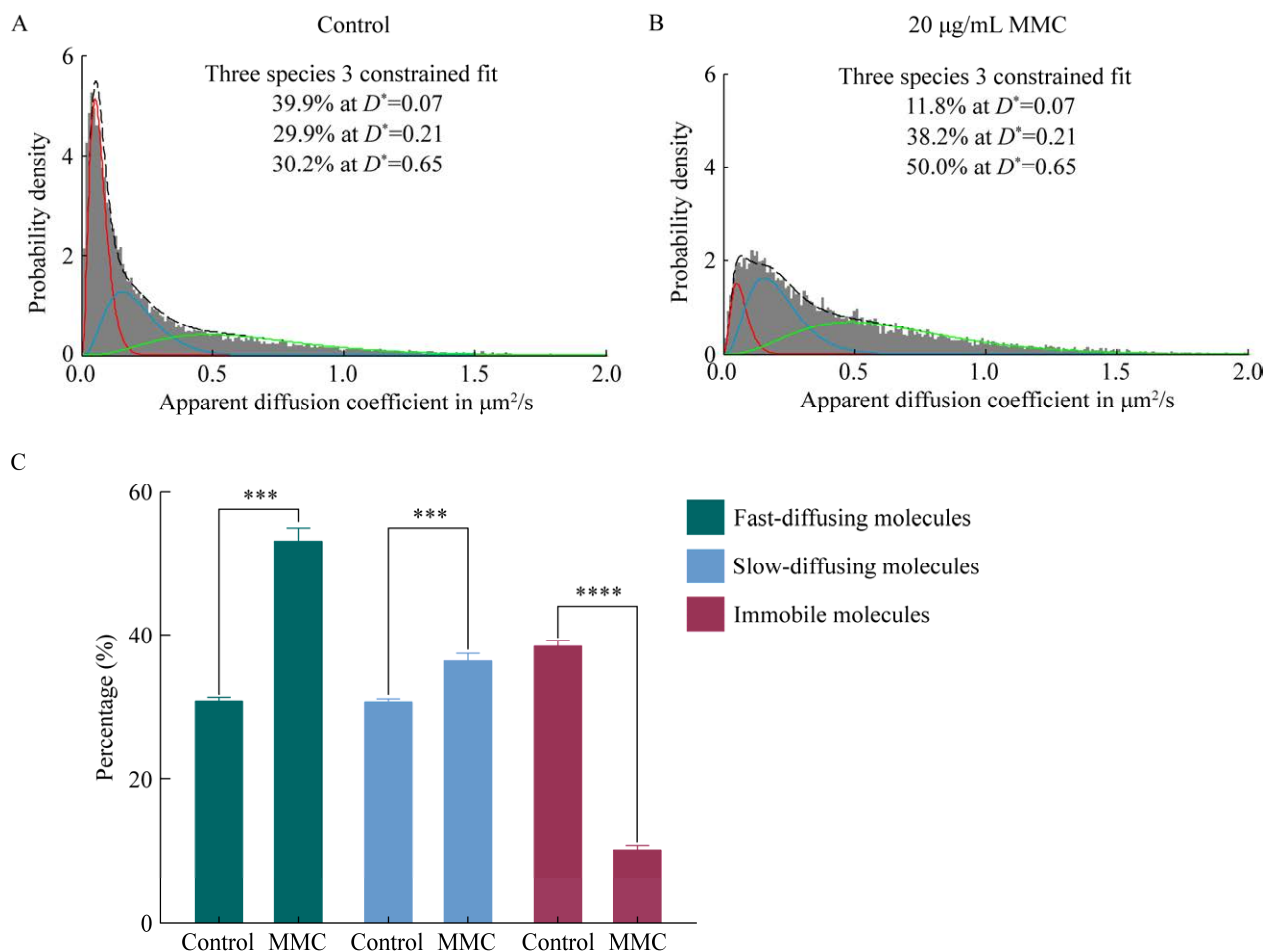 A
Control
Three species 3 constrained fit
39.9% at D*=0.07
29.9% at D*=0.21
30.2% at D*=0.65
Probability density
6
4
2
0
0.0
0.5
1.0
1.5
2.0
Apparent diffusion coefficient in μm²/s
B
20 μg/mL MMC
Three species 3 constrained fit
11.8% at D*=0.07
38.2% at D*=0.21
50.0% at D*=0.65
Probability density
6
4
2
0
0.0
0.5
1.0
1.5
2.0
Apparent diffusion coefficient in μm²/s
C
Percentage (%)
60
40
20
0
***
***
****
Control
MMC
Control
MMC
Control
MMC
Fast-diffusing molecules
Slow-diffusing molecules
Immobile molecules